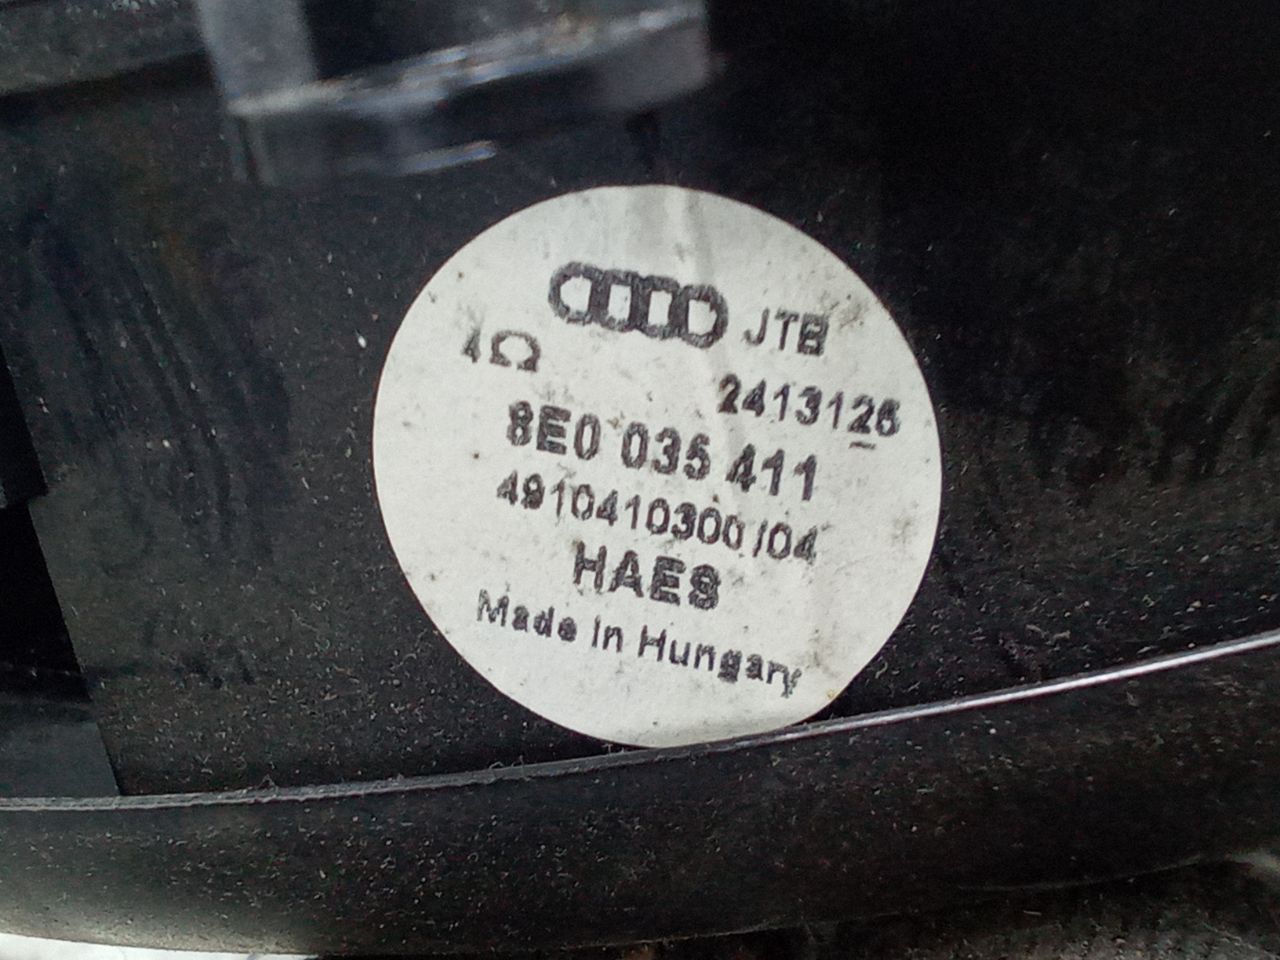 JTB
4Ω
2413126
8E0 035 411
4910410300/04
HAES
Made in Hungary